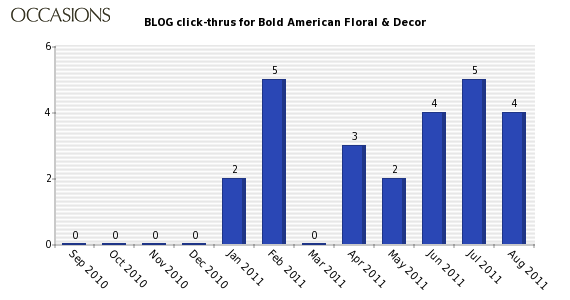 OCCASIONS
BLOG click-thrus for Bold American Floral & Decor
6
4
2
0
0
0
0
0
2
5
0
3
2
4
5
4
Sep 2010
Oct 2010
Nov 2010
Dec 2010
Jan 2011
Feb 2011
Mar 2011
Apr 2011
May 2011
Jun 2011
Jul 2011
Aug 2011